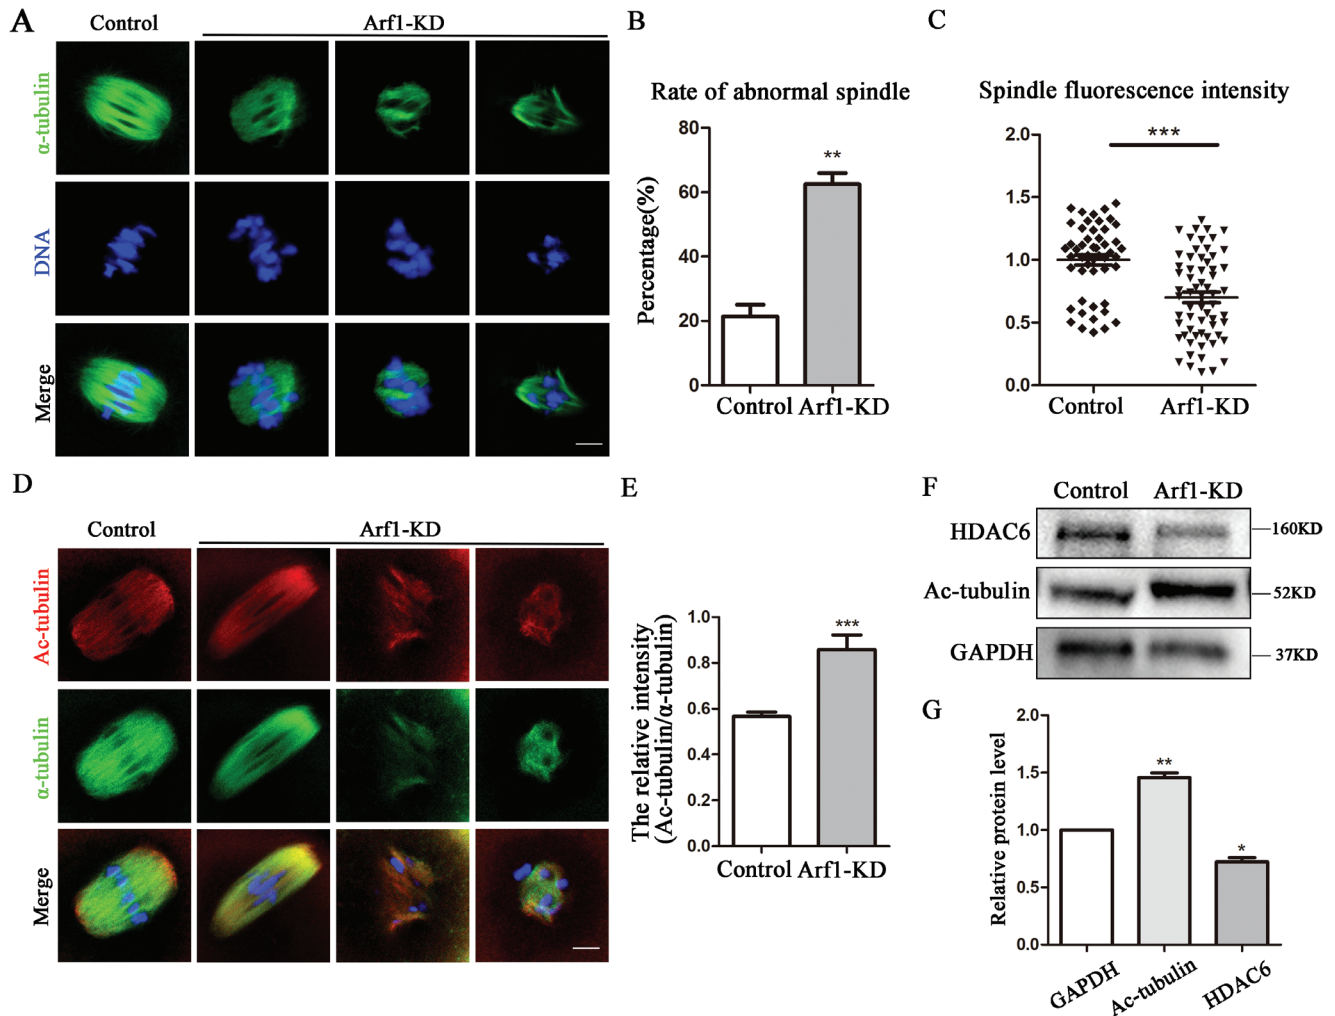 A
Control
Arf1-KD
α-tubulin
DNA
Merge
B
Rate of abnormal spindle
Percentage(%)
80
60
40
20
0
**
Control
Arf1-KD
C
Spindle fluorescence intensity
2.0
1.5
1.0
0.5
0.0
***
Control
Arf1-KD
D
Control
Arf1-KD
Ac-tubulin
α-tubulin
Merge
E
The relative intensity
(Ac-tubulin/α-tubulin)
1.0
0.8
0.6
0.4
0.2
0.0
***
Control
Arf1-KD
F
Control
Arf1-KD
HDAC6
160KD
Ac-tubulin
52KD
GAPDH
37KD
G
Relative protein level
2.0
1.5
1.0
0.5
0.0
**
*
GAPDH
Ac-tubulin
HDAC6